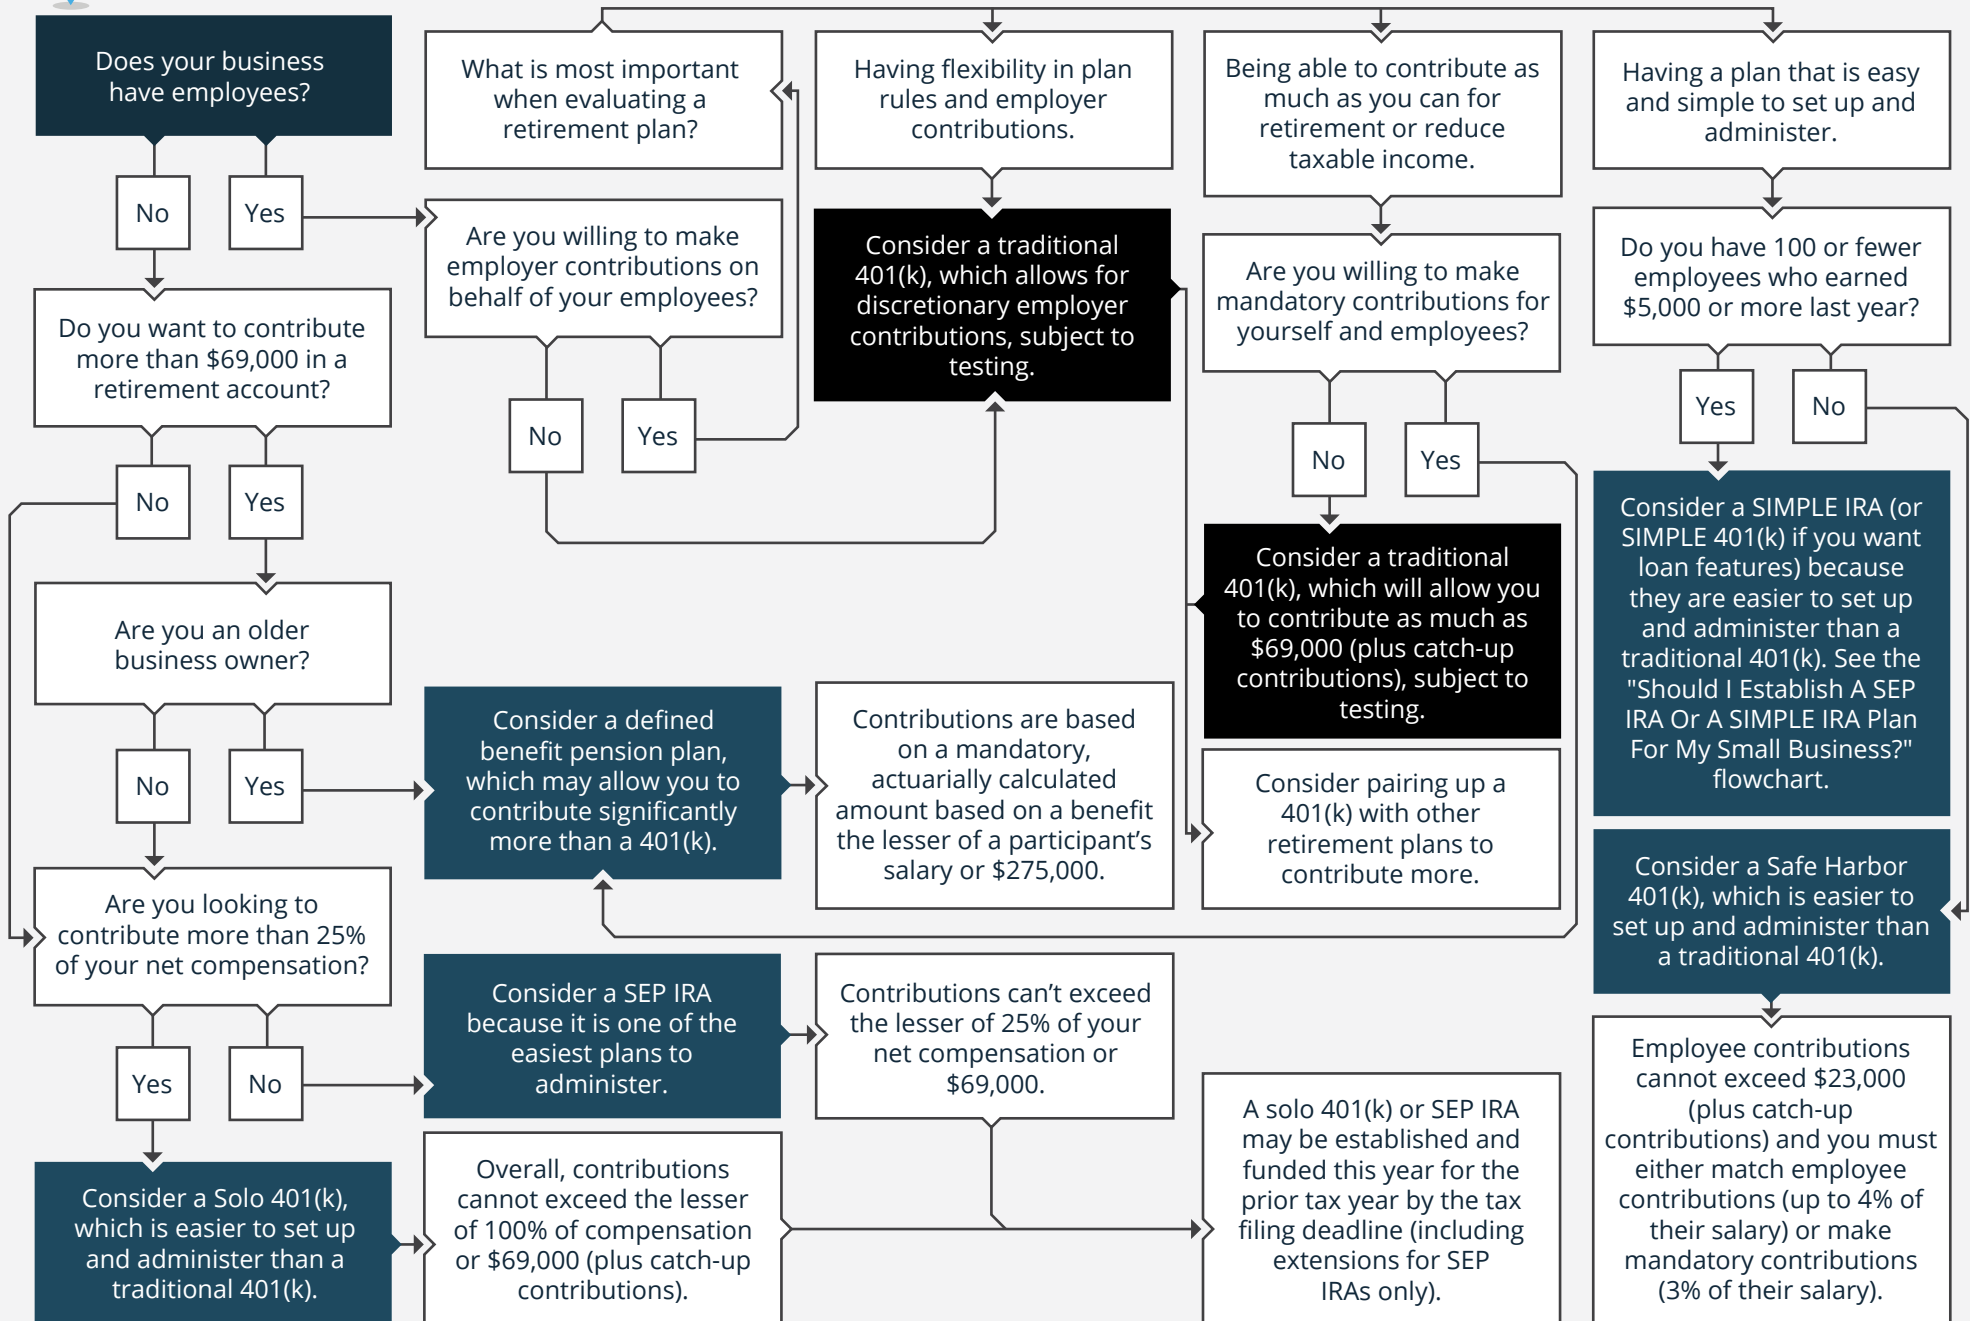 Does your business
have employees?
No
Yes
Do you want to contribute
more than $69,000 in a
retirement account?
No
Yes
Are you an older
business owner?
No
Yes
Are you looking to
contribute more than 25%
of your net compensation?
Yes
No
Consider a Solo 401(k),
which is easier to set up
and administer than a
traditional 401(k).
What is most important
when evaluating a
retirement plan?
Are you willing to make
employer contributions on
behalf of your employees?
No
Yes
Consider a defined
benefit pension plan,
which may allow you to
contribute significantly
more than a 401(k).
Consider a SEP IRA
because it is one of the
easiest plans to
administer.
Overall, contributions
cannot exceed the lesser
of 100% of compensation
or $69,000 (plus catch-up
contributions).
Having flexibility in plan
rules and employer
contributions.
Consider a traditional
401(k), which allows for
discretionary employer
contributions, subject to
testing.
Contributions are based
on a mandatory,
actuarially calculated
amount based on a benefit
the lesser of a participant’s
salary or $275,000.
Contributions can’t exceed
the lesser of 25% of your
net compensation or
$69,000.
Being able to contribute as
much as you can for
retirement or reduce
taxable income.
Are you willing to make
mandatory contributions for
yourself and employees?
No
Yes
Consider a traditional
401(k), which will allow you
to contribute as much as
$69,000 (plus catch-up
contributions), subject to
testing.
Consider pairing up a
401(k) with other
retirement plans to
contribute more.
A solo 401(k) or SEP IRA
may be established and
funded this year for the
prior tax year by the tax
filing deadline (including
extensions for SEP
IRAs only).
Having a plan that is easy
and simple to set up and
administer.
Do you have 100 or fewer
employees who earned
$5,000 or more last year?
Yes
No
Consider a SIMPLE IRA (or
SIMPLE 401(k) if you want
loan features) because
they are easier to set up
and administer than a
traditional 401(k). See the
"Should I Establish A SEP
IRA Or A SIMPLE IRA Plan
For My Small Business?"
flowchart.
Consider a Safe Harbor
401(k), which is easier to
set up and administer than
a traditional 401(k).
Employee contributions
cannot exceed $23,000
(plus catch-up
contributions) and you must
either match employee
contributions (up to 4% of
their salary) or make
mandatory contributions
(3% of their salary).